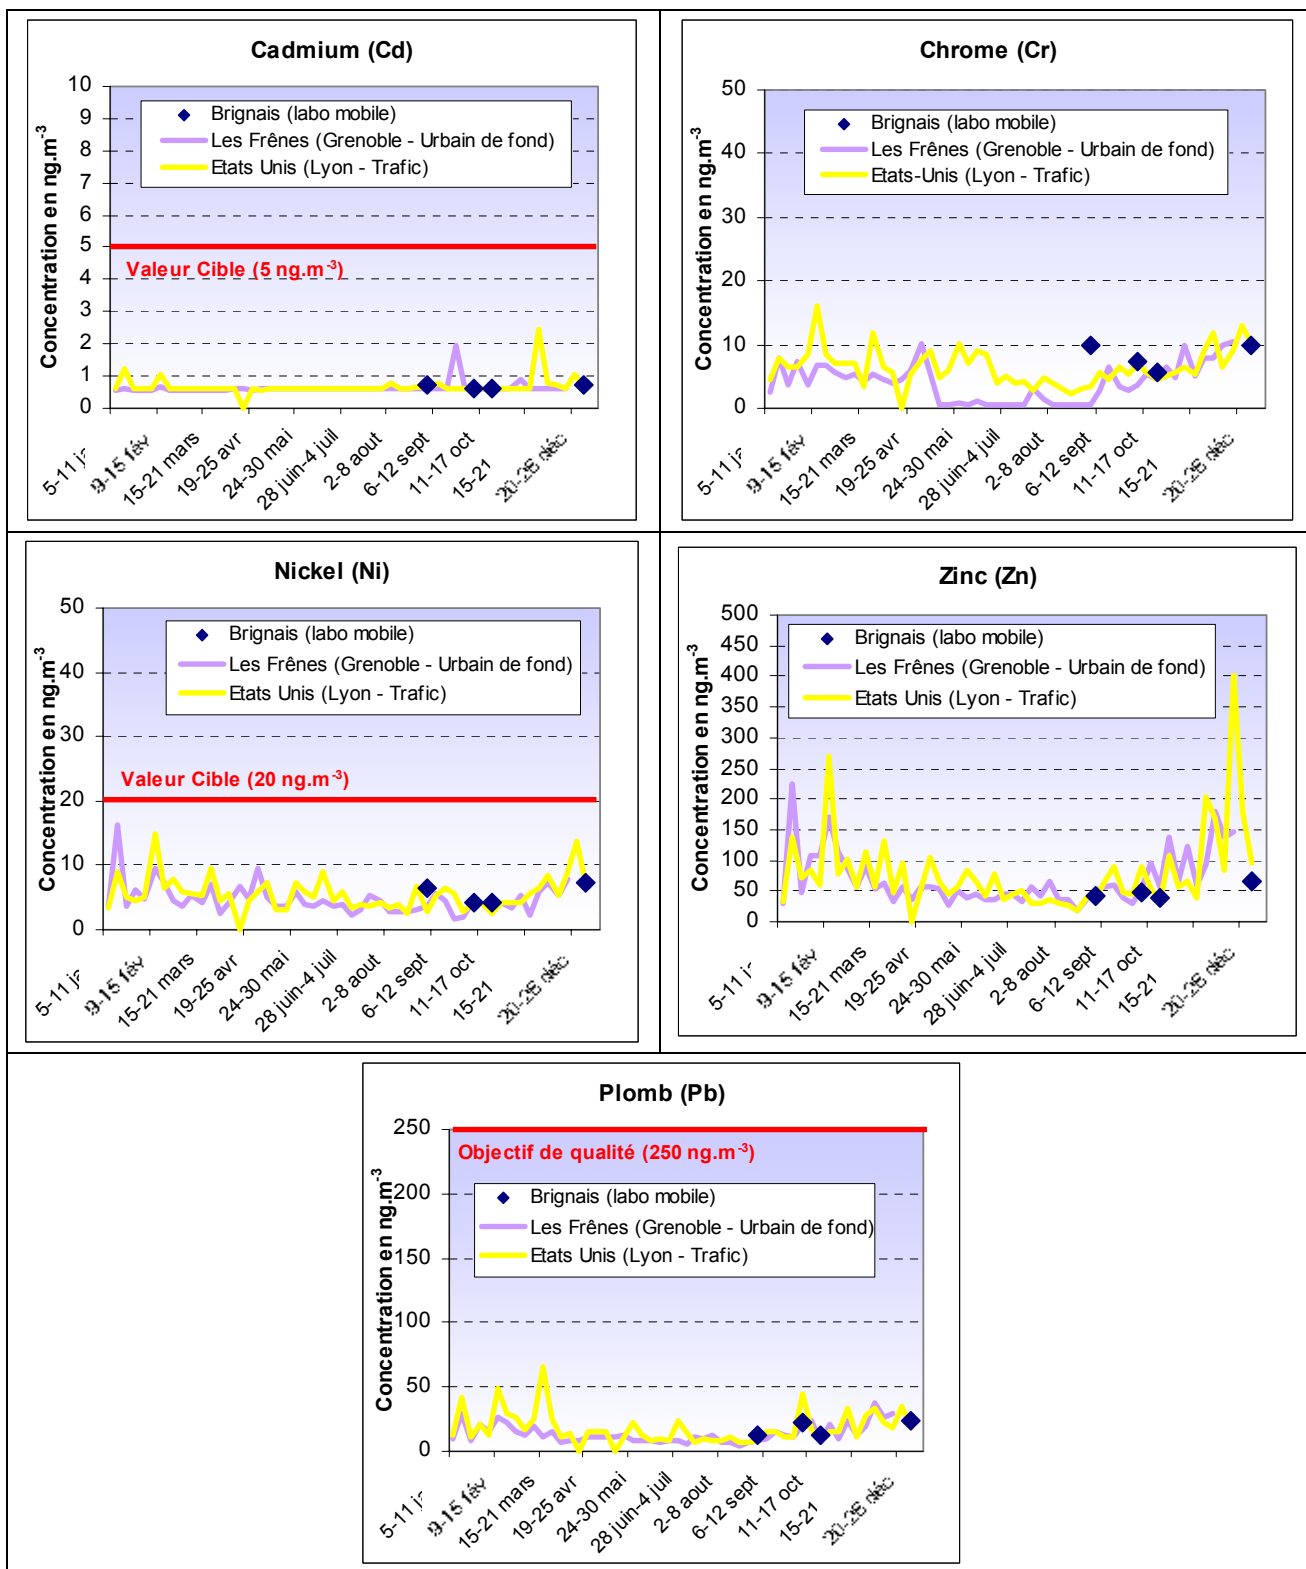 Cadmium (Cd)
Concentration en ng.m-3
10
9
8
7
6
5
4
3
2
1
0
Brignais (labo mobile)
Les Frênes (Grenoble - Urbain de fond)
Etats Unis (Lyon - Trafic)
Valeur Cible (5 ng.m-3)
5-11
15-21 mars
19-25 avr
24-30 mai
28 juin-4 juil
2-8 aout
6-12 sept
11-17 oct
15-21
Chrome (Cr)
Concentration en ng.m-3
50
40
30
20
10
0
Brignais (labo mobile)
Les Frênes (Grenoble - Urbain de fond)
Etats-Unis (Lyon - Trafic)
5-11
15-21 mars
19-25 avr
24-30 mai
28 juin-4 juil
2-8 aout
6-12 sept
11-17 oct
15-21
Nickel (Ni)
Concentration en ng.m-3
50
40
30
20
10
0
Brignais (labo mobile)
Les Frênes (Grenoble - Urbain de fond)
Etats Unis (Lyon - Trafic)
Valeur Cible (20 ng.m-3)
5-11
15-21 mars
19-25 avr
24-30 mai
28 juin-4 juil
2-8 aout
6-12 sept
11-17 oct
15-21
Zinc (Zn)
Concentration en ng.m-3
500
450
400
350
300
250
200
150
100
50
0
Brignais (labo mobile)
Les Frênes (Grenoble - Urbain de fond)
Etats Unis (Lyon - Trafic)
5-11
15-21 mars
19-25 avr
24-30 mai
28 juin-4 juil
2-8 aout
6-12 sept
11-17 oct
15-21
Plomb (Pb)
Concentration en ng.m-3
250
200
150
100
50
0
Objectif de qualité (250 ng.m-3)
Brignais (labo mobile)
Les Frênes (Grenoble - Urbain de fond)
Etats Unis (Lyon - Trafic)
5-11
15-21 mars
19-25 avr
24-30 mai
28 juin-4 juil
2-8 aout
6-12 sept
11-17 oct
15-21